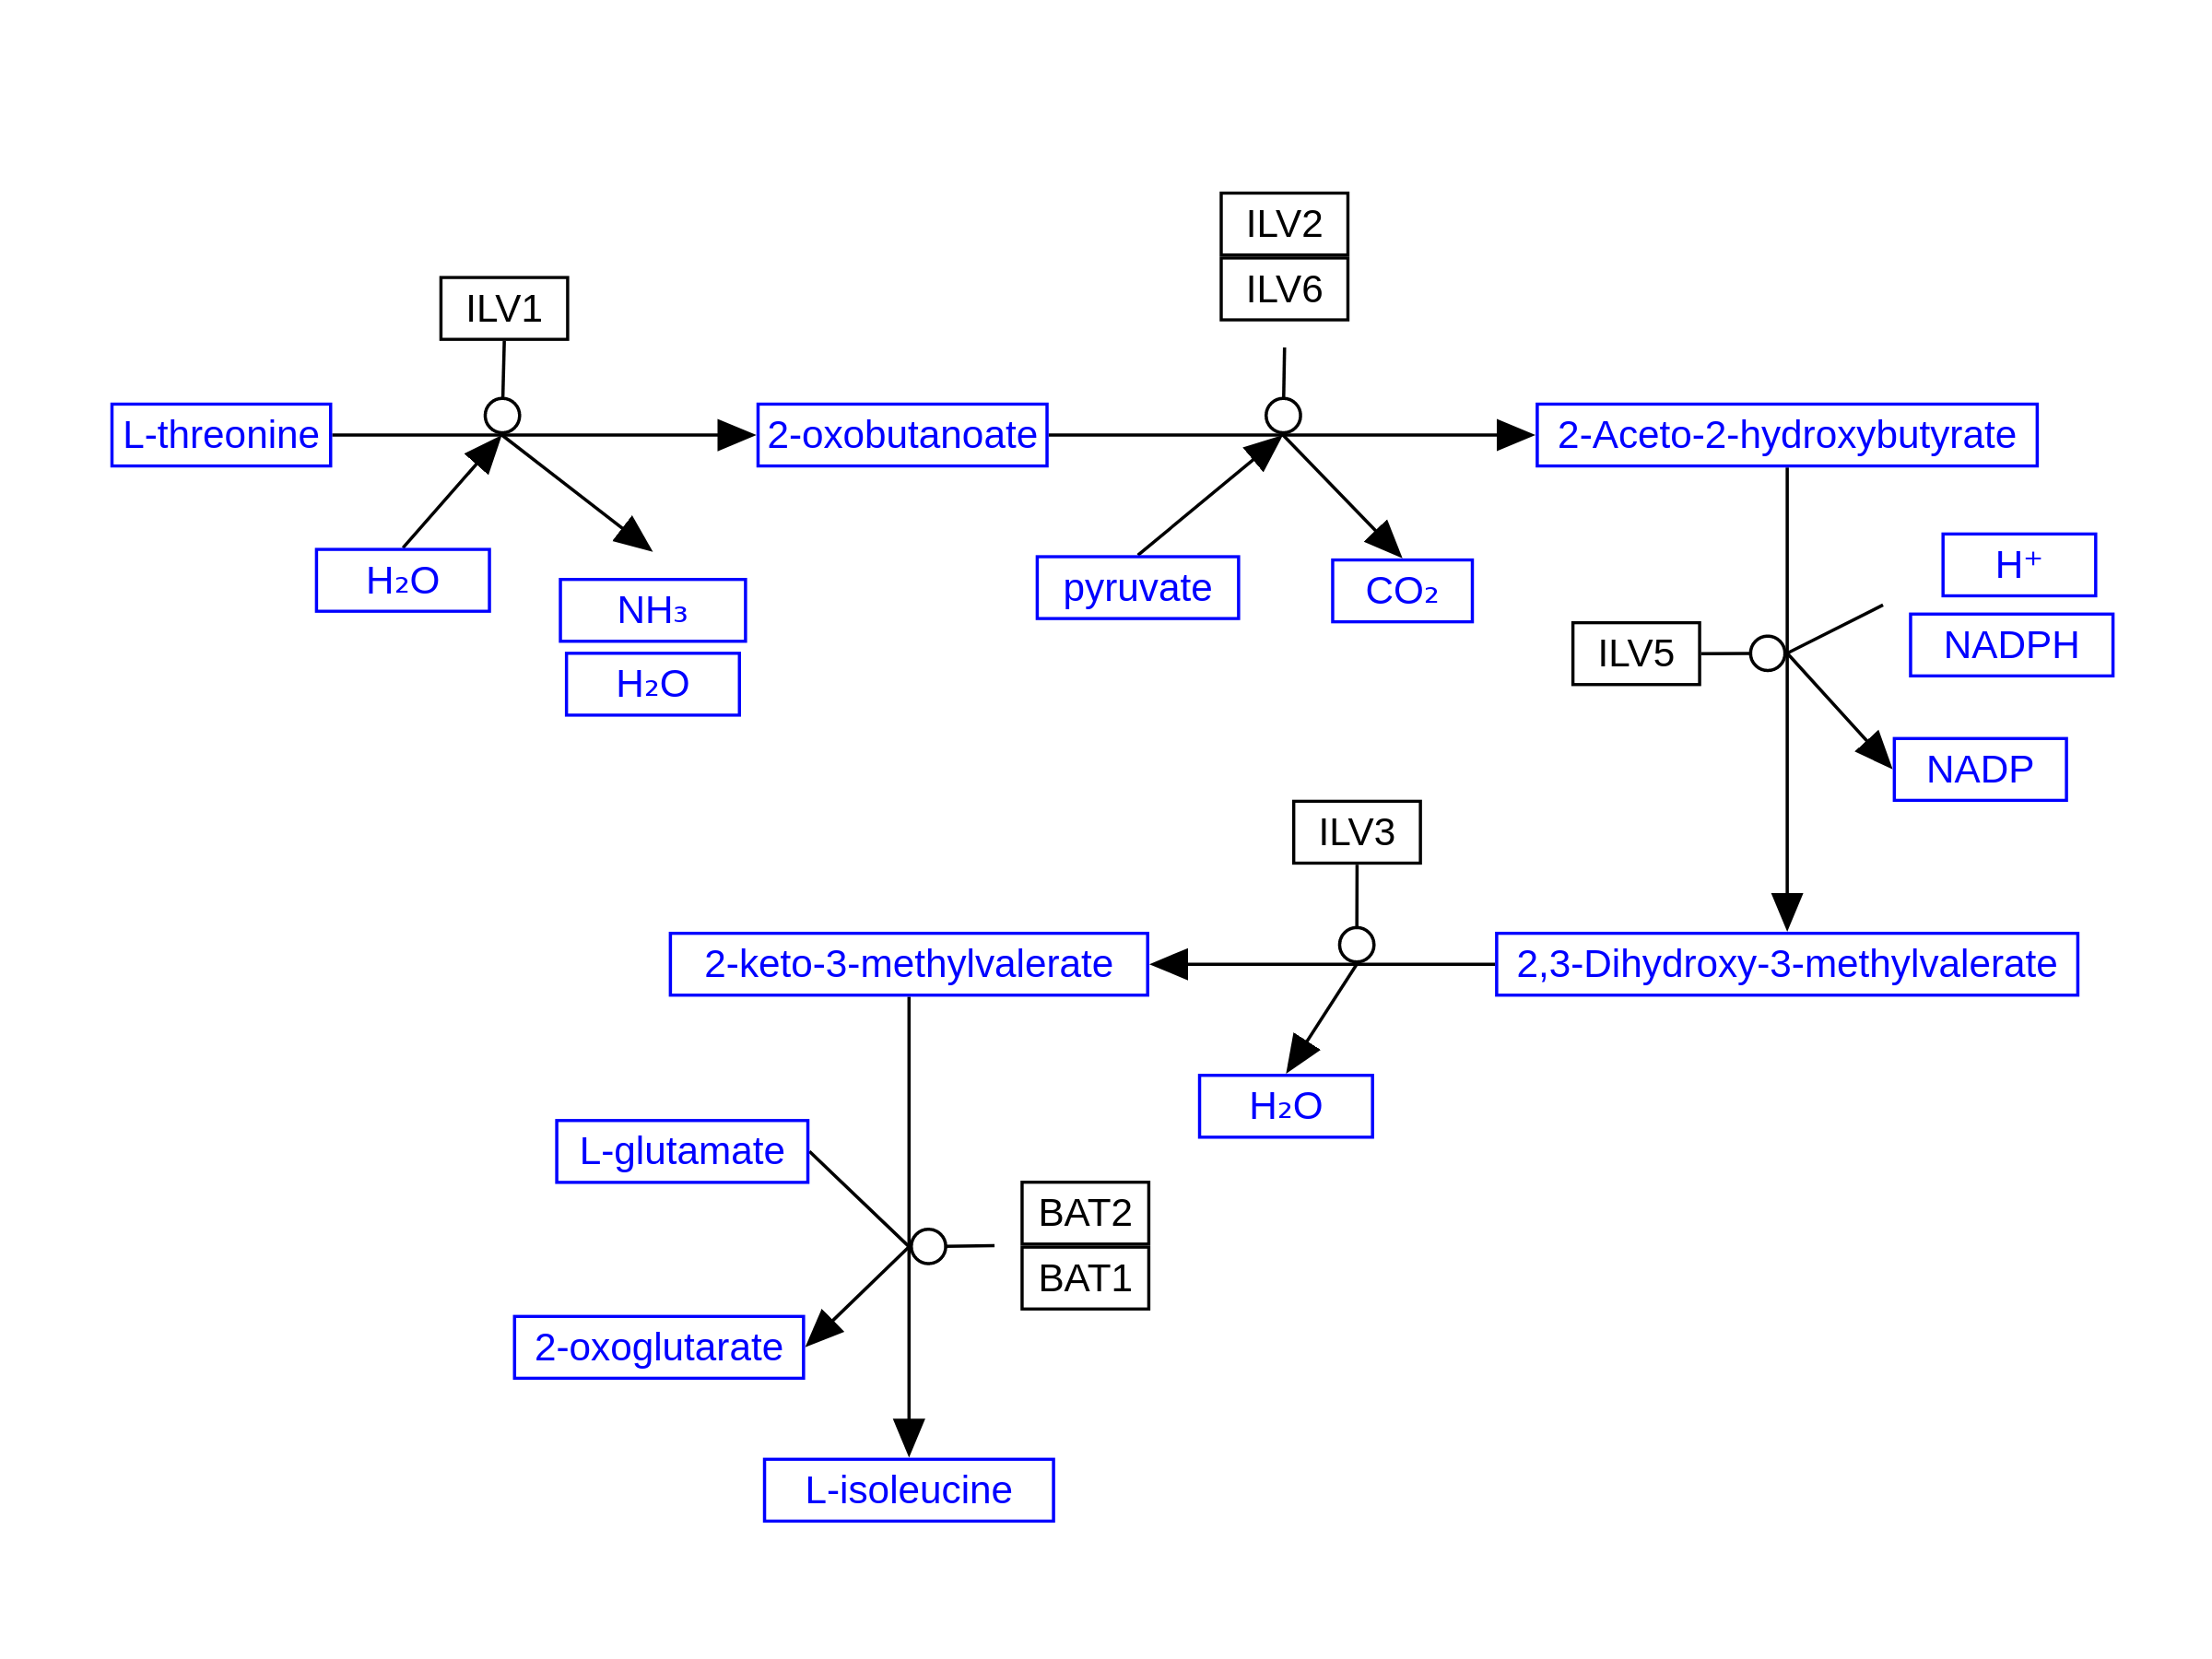 ILV2
ILV6
ILV1
L-threonine
2-oxobutanoate
2-Aceto-2-hydroxybutyrate
H₂O
NH₃
H₂O
pyruvate
CO₂
H⁺
NADPH
ILV5
NADP
ILV3
2-keto-3-methylvalerate
2,3-Dihydroxy-3-methylvalerate
H₂O
L-glutamate
BAT2
BAT1
2-oxoglutarate
L-isoleucine